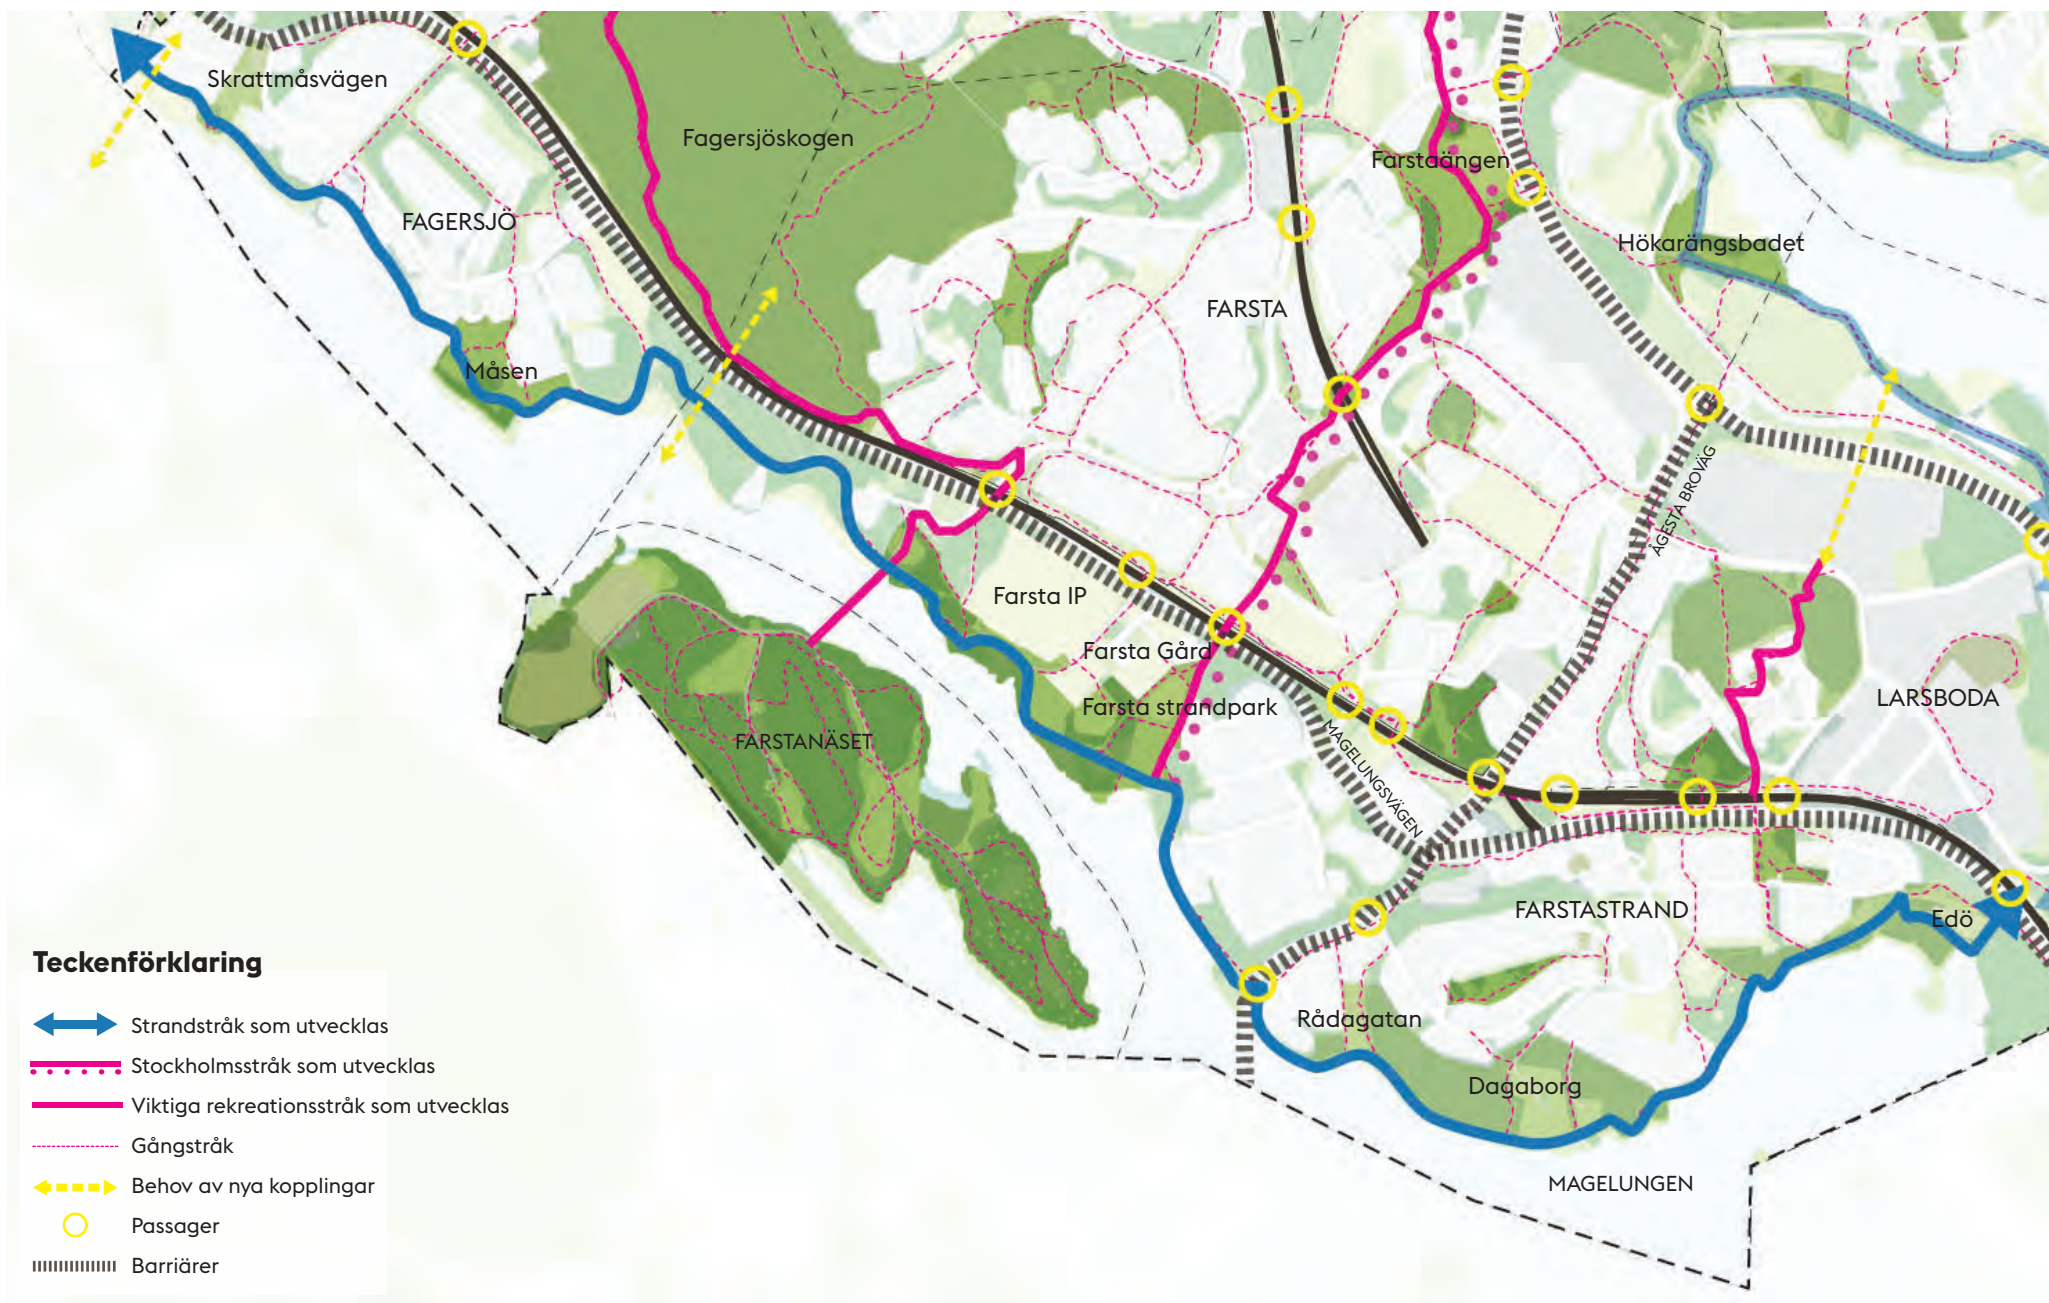 Skrattmåsvägen
Fagersjöskogen
Farstaängen
FAGERSJÖ
Hökarängsbadet
FARSTA
Måsen
ÅGESTA BROVÄG
Farsta IP
Farsta Gård
LARSBODA
Farsta strandpark
FARSTANÄSET
MAGELUNGSVÄGEN
FARSTASTRAND
Edö
Rådagatan
Dagaborg
MAGELUNGEN
Teckenförklaring
Strandstråk som utvecklas
Stockholmsstråk som utvecklas
Viktiga rekreationsstråk som utvecklas
Gångstråk
Behov av nya kopplingar
Passager
Barriärer